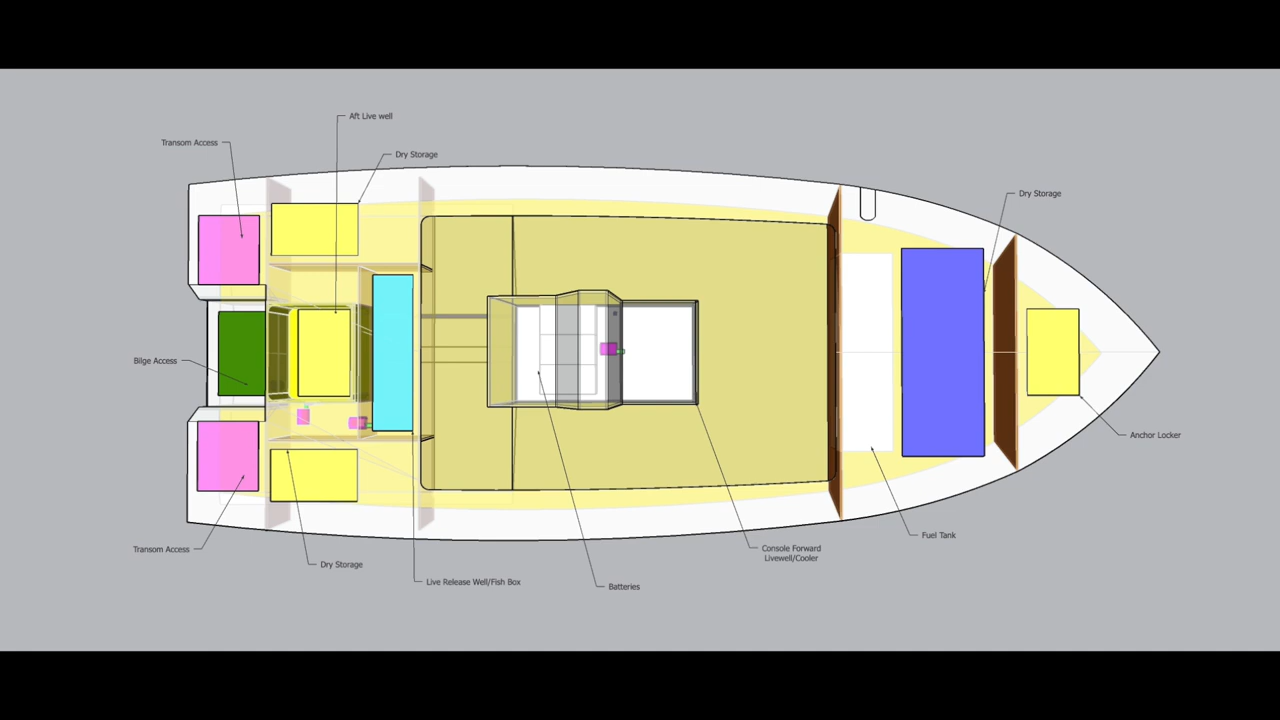 Aft Live well
Transom Access
Dry Storage
Dry Storage
Bilge Access
Anchor Locker
Fuel Tank
Transom Access
Console Forward
Livewell/Cooler
Dry Storage
Live Release Well/Fish Box
Batteries